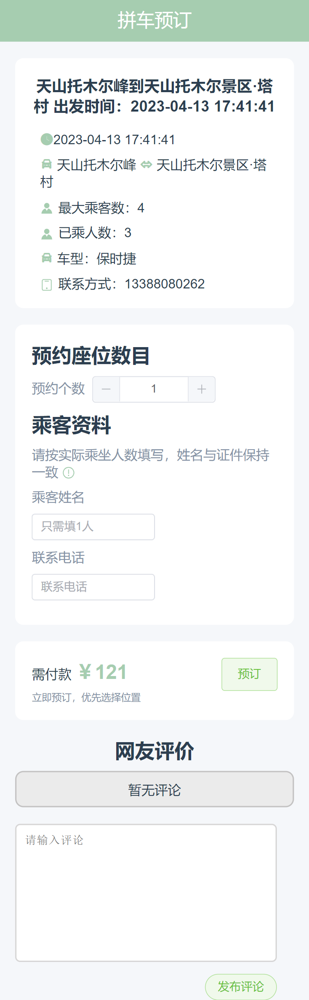 拼车预订
天山托木尔峰到天山托木尔景区·塔
村 出发时间：2023-04-13 17:41:41
2023-04-13 17:41:41
天山托木尔峰 天山托木尔景区·塔
村
最大乘客数：4
已乘人数：3
车型：保时捷
联系方式：13388080262
预约座位数目
预约个数 1
乘客资料
请按实际乘坐人数填写，姓名与证件保持
一致
乘客姓名
只需填1人
联系电话
联系电话
需付款 ¥ 121
预订
立即预订，优先选择位置
网友评价
暂无评论
请输入评论
发布评论